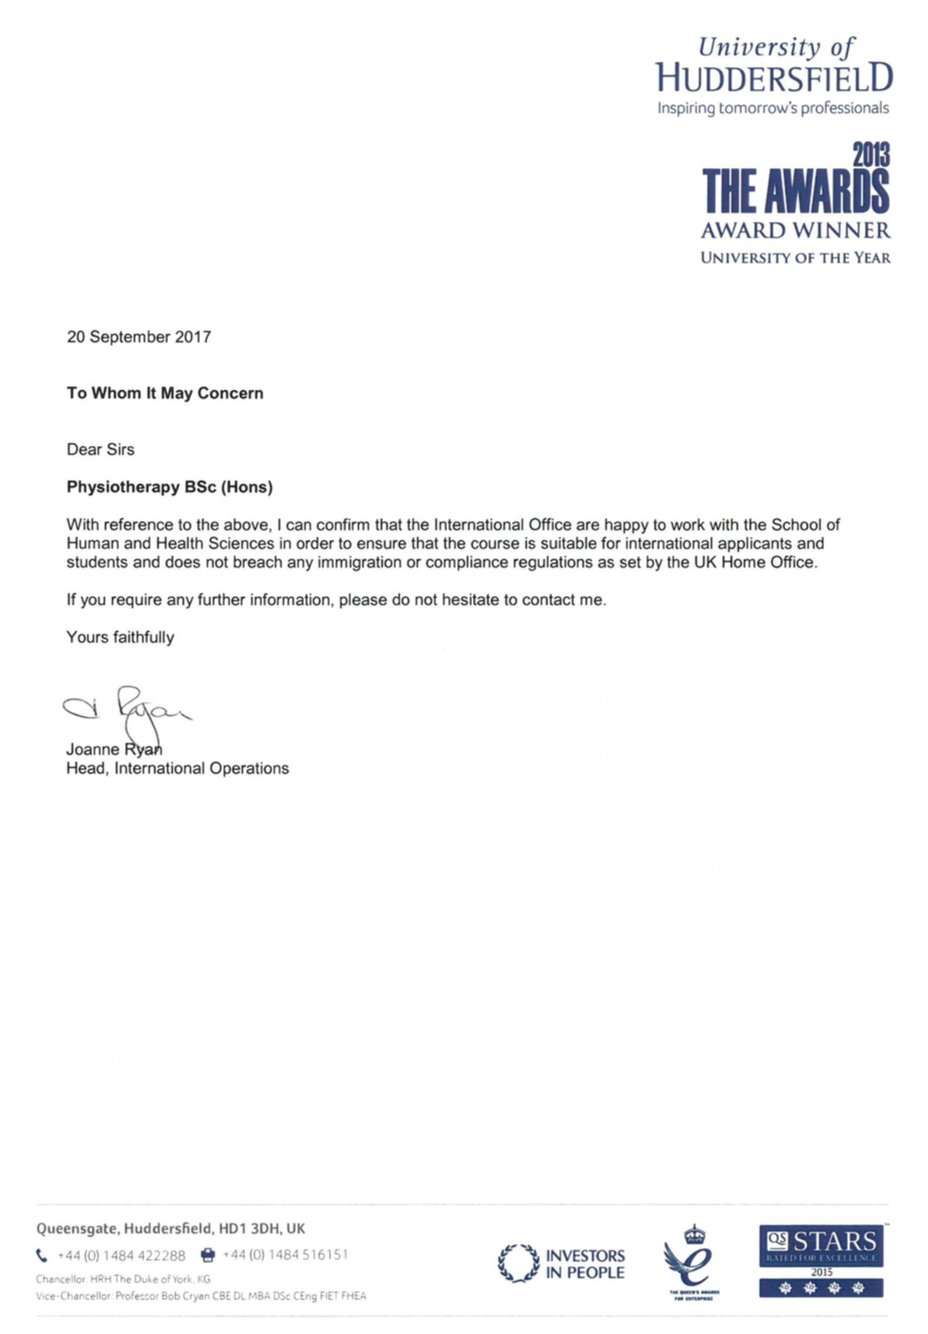 University of
HUDDERSFIELD
Inspiring tomorrow's professionals
2013
THE AWARDS
AWARD WINNER
UNIVERSITY OF THE YEAR
20 September 2017
To Whom It May Concern
Dear Sirs
Physiotherapy BSc (Hons)
With reference to the above, I can confirm that the International Office are happy to work with the School of
Human and Health Sciences in order to ensure that the course is suitable for international applicants and
students and does not breach any immigration or compliance regulations as set by the UK Home Office.
If you require any further information, please do not hesitate to contact me.
Yours faithfully
J Ryan
Joanne Ryan
Head, International Operations
Queensgate, Huddersfield, HD1 3DH, UK
+44 (0) 1484 422288 +44 (0) 1484 516151
Chancellor: HRH The Duke of York, KG
Vice-Chancellor: Professor Bob Cryan CBE DL MBA DSc CEng FIET FHEA
INVESTORS
IN PEOPLE
THE QUEEN'S AWARDS
FOR ENTERPRISE
QS STARS
RATED FOR EXCELLENCE
2015